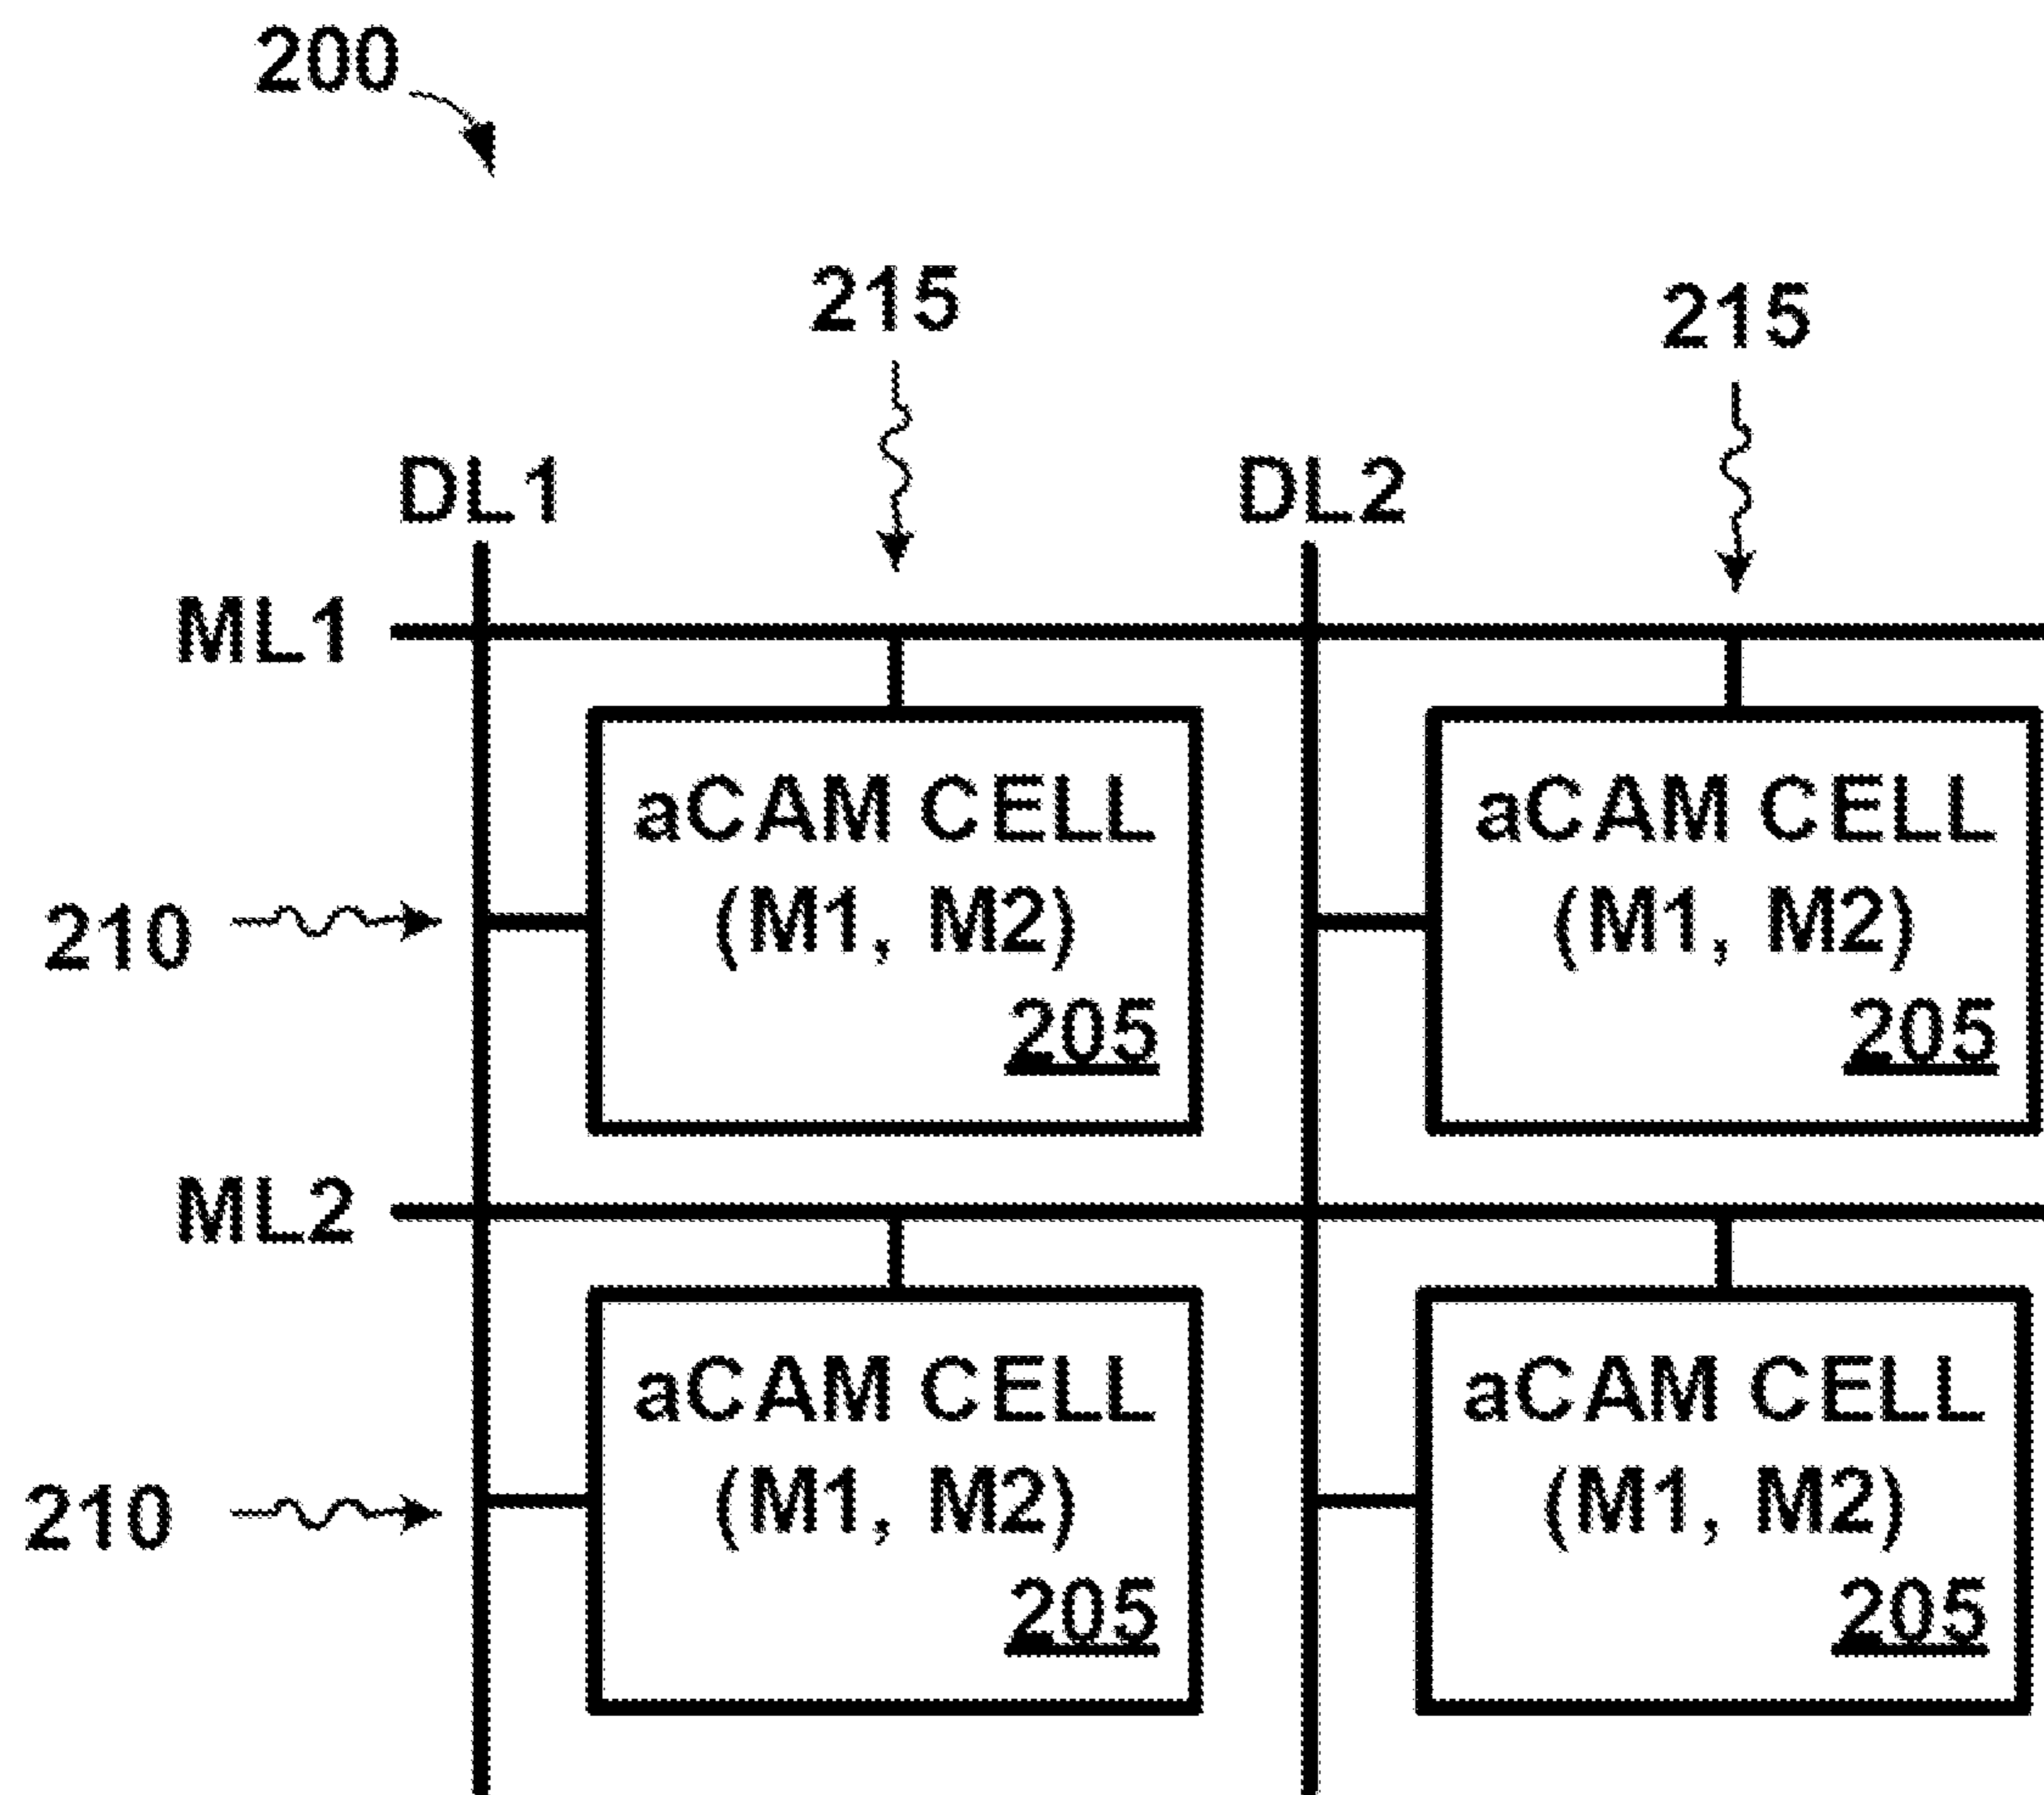 200
215
215
DL1
DL2
ML1
aCAM CELL
(M1, M2)
205
aCAM CELL
(M1, M2)
205
210
ML2
aCAM CELL
(M1, M2)
205
aCAM CELL
(M1, M2)
205
210